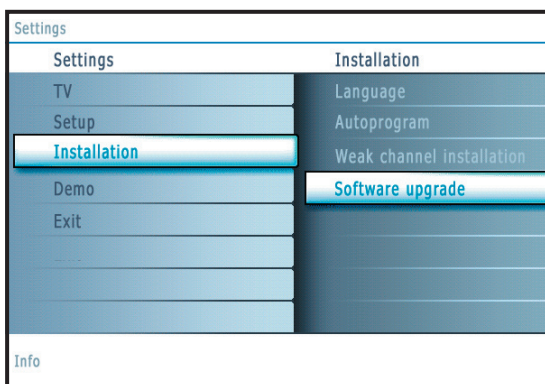 Settings
Settings
Installation
TV
Language
Setup
Autoprogram
Installation
Weak channel installation
Demo
Software upgrade
Exit
Info